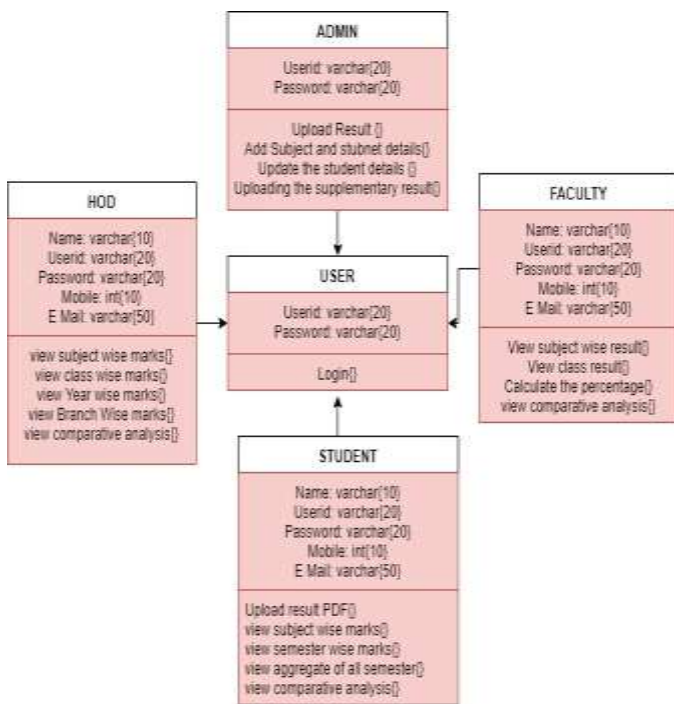 ADMIN
Userid: varchar{20}
Password: varchar{20}
Upload Result {}
Add Subject and stubnet details{}
Update the student details {}
Uploading the supplementary result{}
HOD
Name: varchar{10}
Userid: varchar{20}
Password: varchar{20}
Mobile: int{10}
E Mail: varchar{50}
view subject wise marks{}
view class wise marks{}
view Year wise marks{}
view Branch Wise marks{}
view comparative analysis{}
USER
Userid: varchar{20}
Password: varchar{20}
Login{}
FACULTY
Name: varchar{10}
Userid: varchar{20}
Password: varchar{20}
Mobile: int{10}
E Mail: varchar{50}
View subject wise result{}
View class result{}
Calculate the percentage{}
view comparative analysis{}
STUDENT
Name: varchar{10}
Userid: varchar{20}
Password: varchar{20}
Mobile: int{10}
E Mail: varchar{50}
Upload result PDF{}
view subject wise marks{}
view semester wise marks{}
view aggregate of all semester{}
view comparative analysis{}